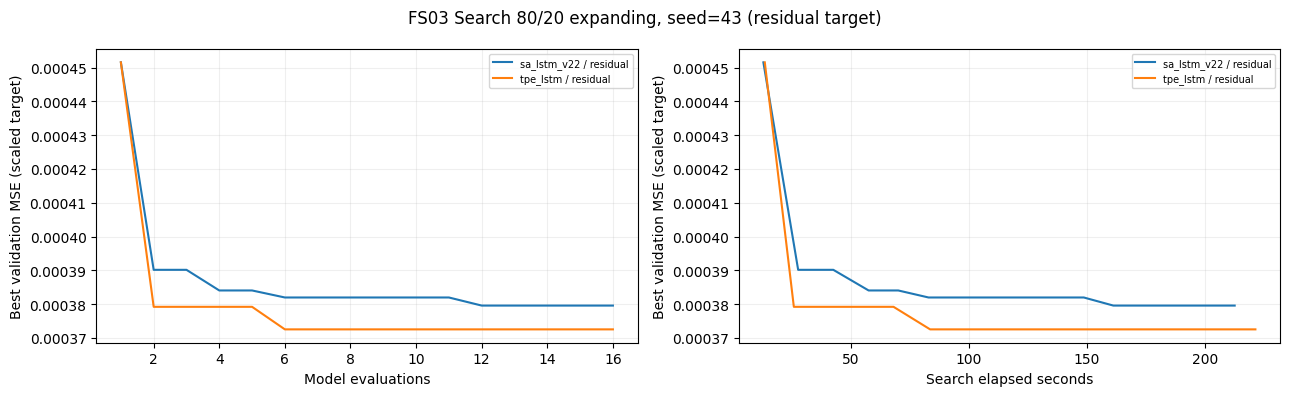 FS03 Search 80/20 expanding, seed=43 (residual target)
Best validation MSE (scaled target)
0.00045
0.00044
0.00043
0.00042
0.00041
0.00040
0.00039
0.00038
0.00037
sa_lstm_v22 / residual
tpe_lstm / residual
2 4 6 8 10 12 14 16
Model evaluations
Best validation MSE (scaled target)
0.00045
0.00044
0.00043
0.00042
0.00041
0.00040
0.00039
0.00038
0.00037
sa_lstm_v22 / residual
tpe_lstm / residual
50 100 150 200
Search elapsed seconds